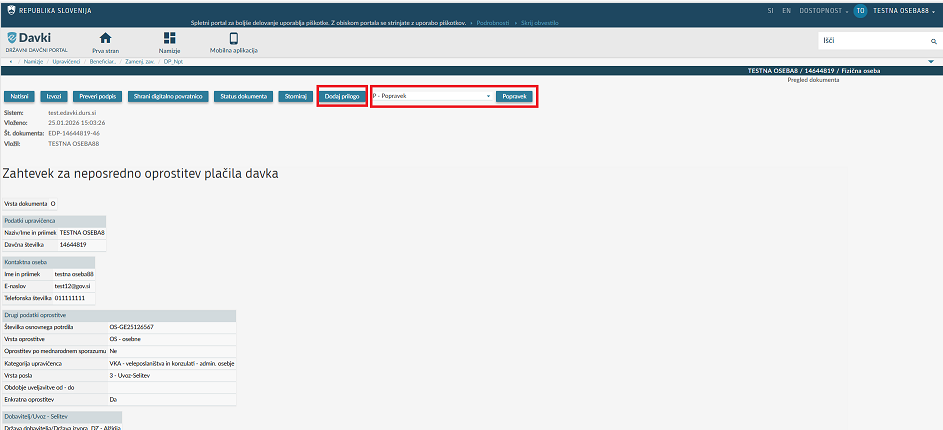 REPUBLIKA SLOVENIJA
SI EN DOSTOPNOST TO TESTNA OSEBA88
Spletni portal za boljše delovanje uporablja piškotke. Z obiskom portala se strinjate z uporabo piškotkov. Podrobnosti Skrij obvestilo
eDavki
DRŽAVNI DAVČNI PORTAL
Prva stran
Namizje
Mobilna aplikacija
Išči
Namizje / Upravičenci / Beneficiar.. / Zamenj. zav. / DP_Npt
TESTNA OSEBA8 / 14644819 / Fizična oseba
Pregled dokumenta
Natisni Izvozi Preveri podpis Shrani digitalno povratnico Status dokumenta Storniraj Dodaj prilogo P - Popravek Popravek
Sistem: test.edavki.durs.si
Vloženo: 25.01.2026 15:03:26
Št. dokumenta: EDP-14644819-46
Vložil: TESTNA OSEBA88
Zahtevek za neposredno oprostitev plačila davka
Vrsta dokumenta O
Podatki upravičenca
Naziv/Ime in priimek TESTNA OSEBA8
Davčna številka 14644819
Kontaktna oseba
Ime in priimek testna oseba88
E-naslov test12@gov.si
Telefonska številka 011111111
Drugi podatki oprostitve
Številka osnovnega potrdila OS-GE25126567
Vrsta oprostitve OS - osebne
Oprostitev po mednarodnem sporazumu Ne
Kategorija upravičenca VKA - veleposlaništva in konzulati - admin. osebje
Vrsta posla 3 - Uvoz-Selitev
Obdobje uveljavitve od - do
Enkratna oprostitev Da
Dobavitelj/Uvoz - Selitev
Država dobavitelja/Država izvora DZ - Alžirija